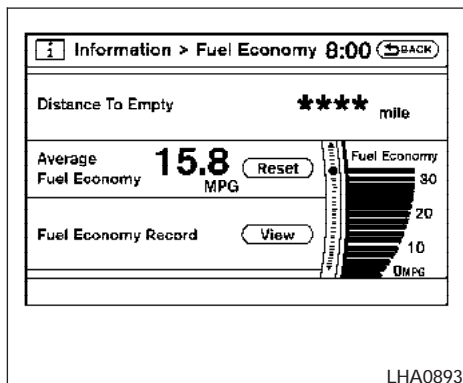 i Information > Fuel Economy 8:00 BACK
Distance To Empty **** mile
Average Fuel Economy 15.8 MPG Reset
Fuel Economy Record View
Fuel Economy
30
20
10
0MPG
LHA0893